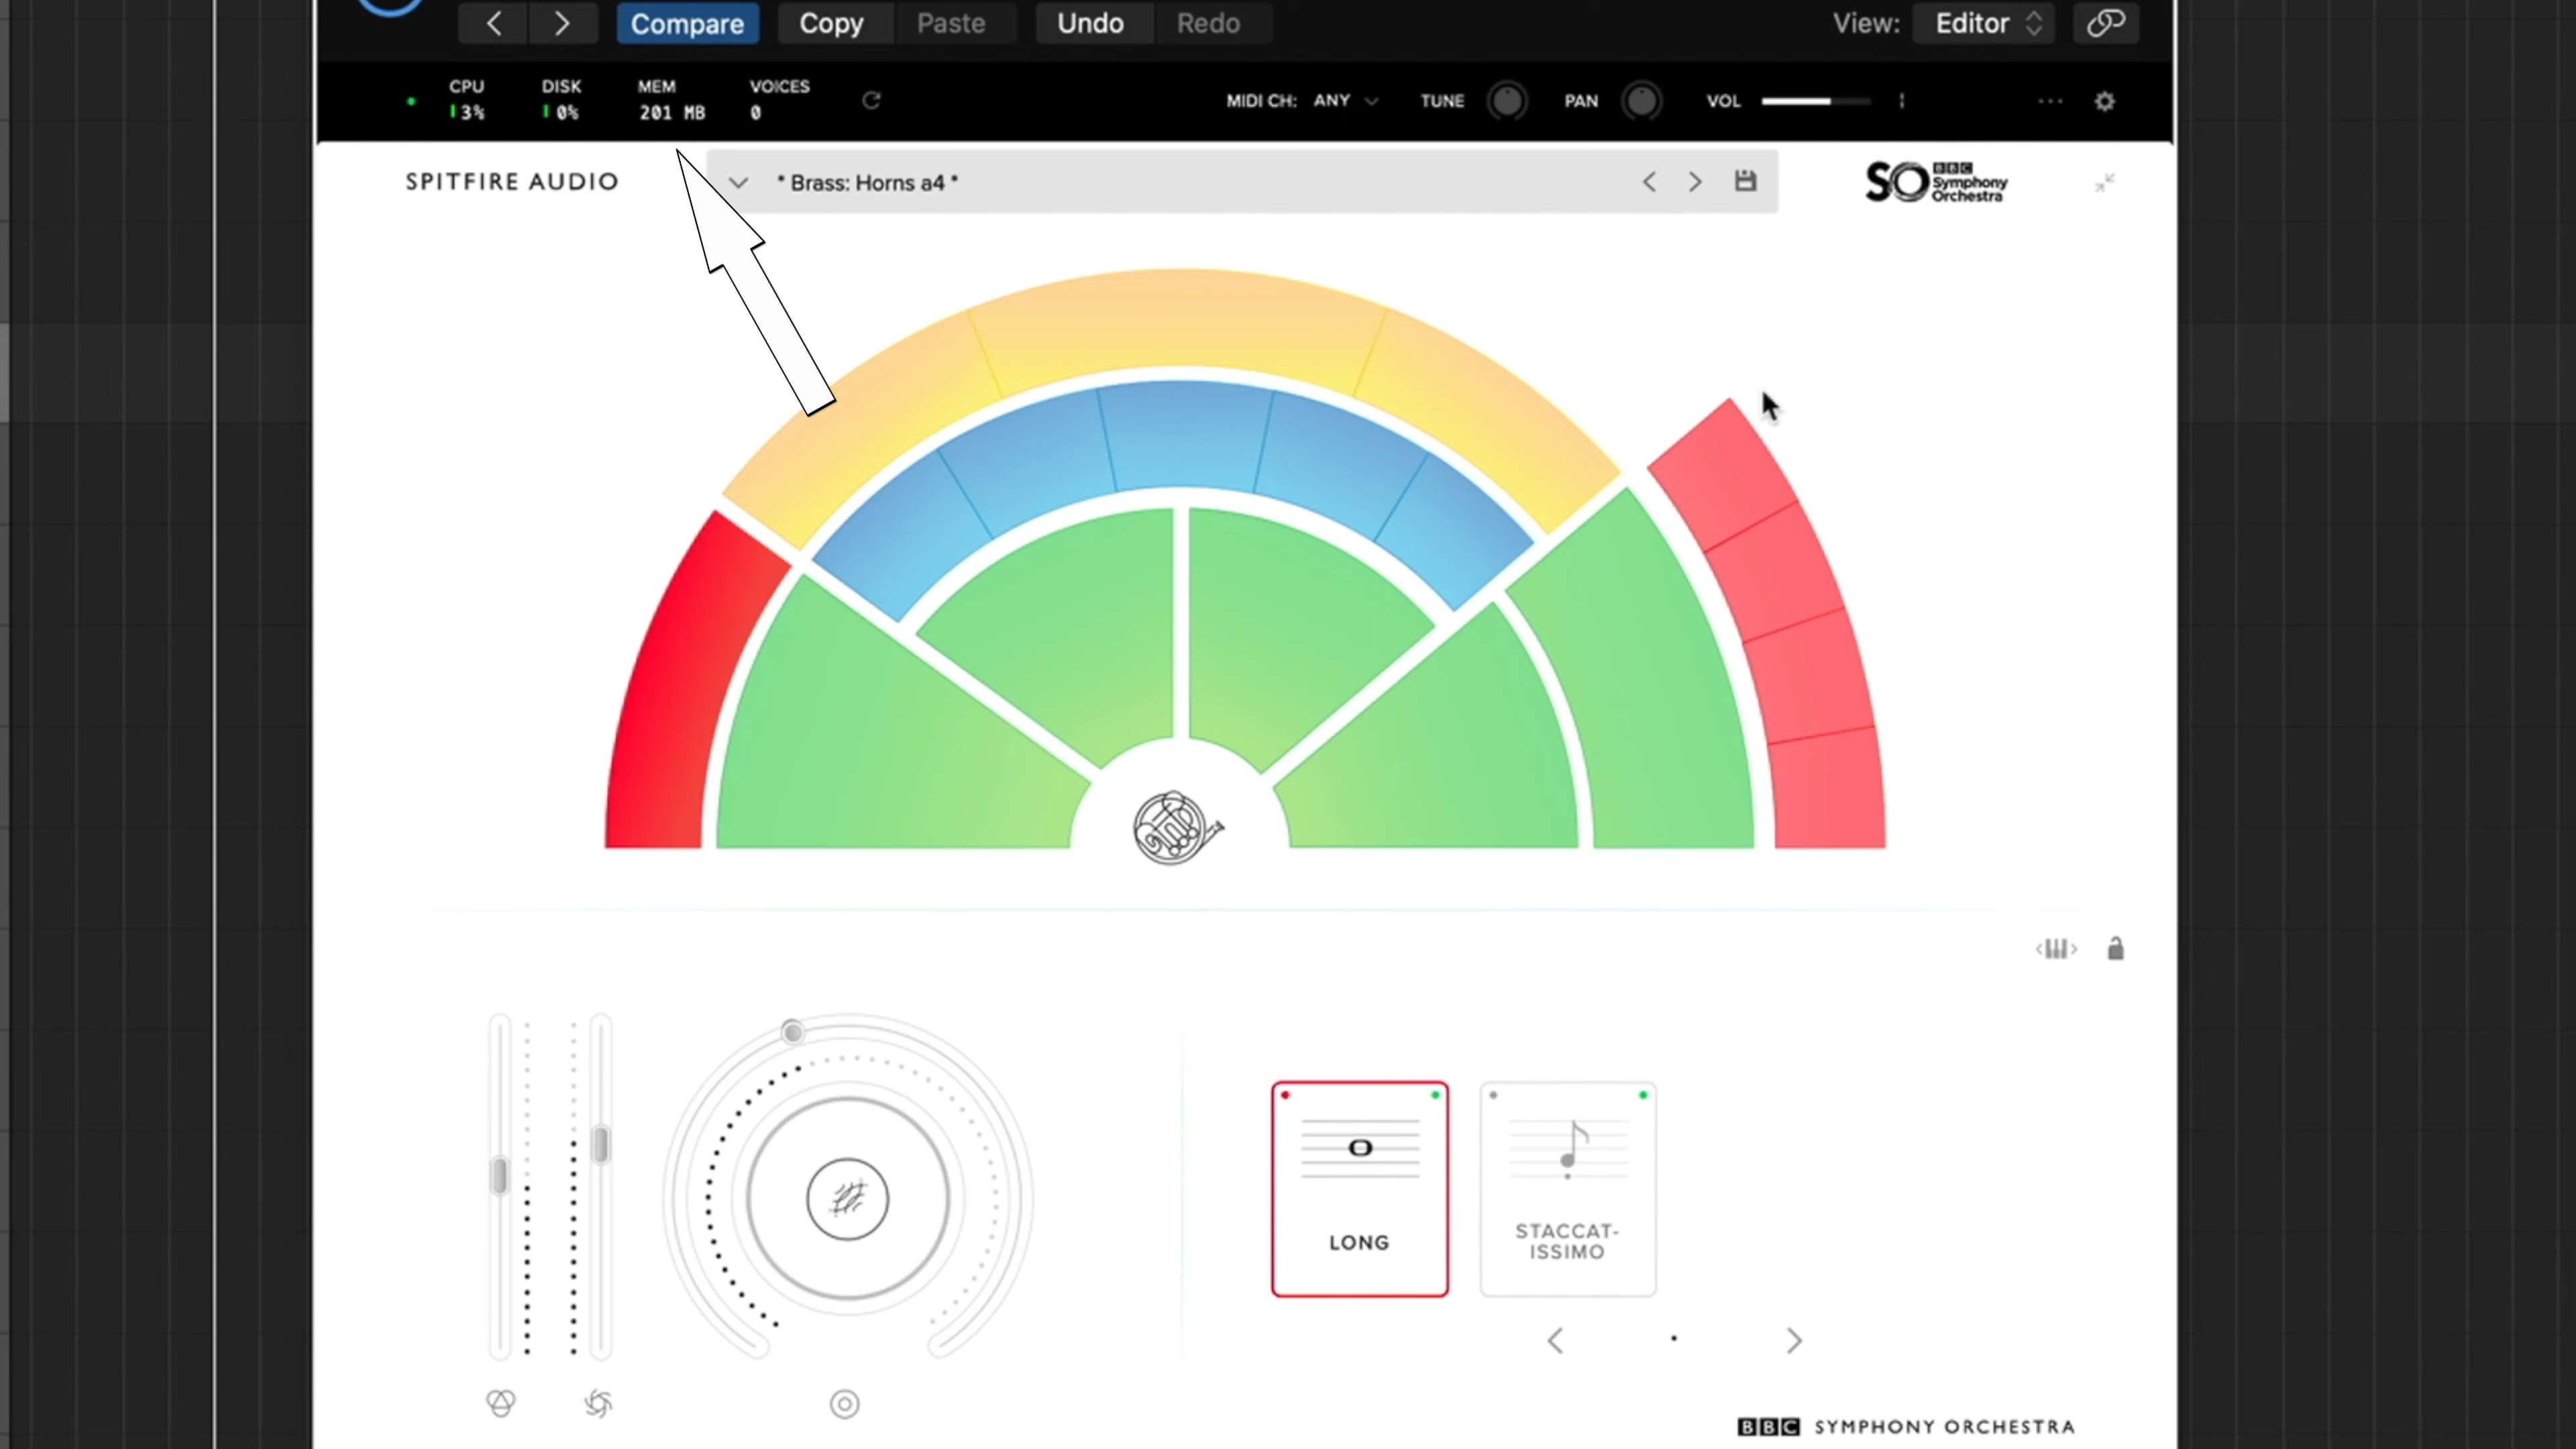 Compare Copy Paste Undo Redo View: Editor
CPU DISK MEM VOICES
3% 0% 201 MB 0
MIDI CH: ANY TUNE PAN VOL
SPITFIRE AUDIO
* Brass: Horns a4 *
SO BBC
Symphony
Orchestra
LONG
STACCAT-
ISSIMO
BBC SYMPHONY ORCHESTRA